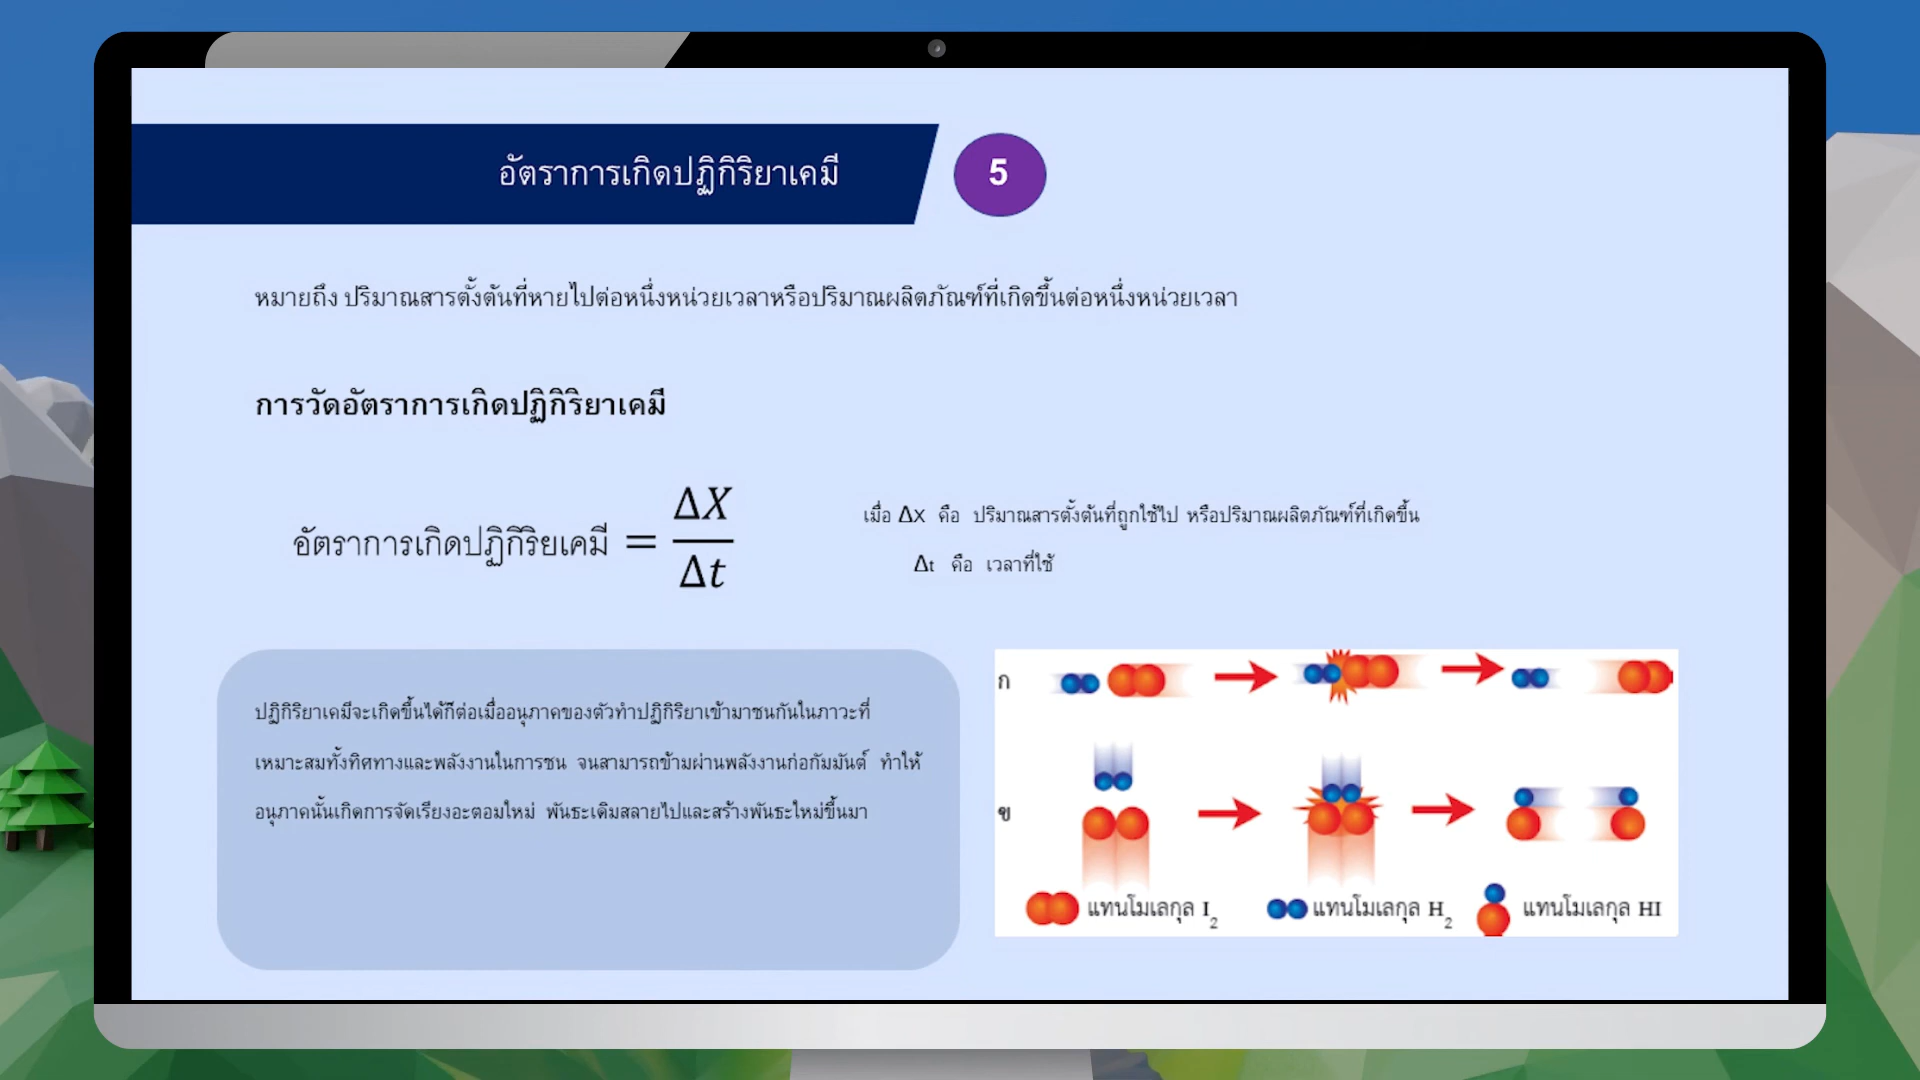 อัตราการเกิดปฏิกิริยาเคมี
5
หมายถึง ปริมาณสารตั้งต้นที่หายไปต่อหนึ่งหน่วยเวลาหรือปริมาณผลิตภัณฑ์ที่เกิดขึ้นต่อหนึ่งหน่วยเวลา
การวัดอัตราการเกิดปฏิกิริยาเคมี
อัตราการเกิดปฏิกิริยเคมี = ΔX/Δt
เมื่อ Δx คือ ปริมาณสารตั้งต้นที่ถูกใช้ไป หรือปริมาณผลิตภัณฑ์ที่เกิดขึ้น
Δt คือ เวลาที่ใช้
ปฏิกิริยาเคมีจะเกิดขึ้นได้ก็ต่อเมื่ออนุภาคของตัวทำปฏิกิริยาเข้ามาชนกันในภาวะที่
เหมาะสมทั้งทิศทางและพลังงานในการชน จนสามารถข้ามผ่านพลังงานก่อกัมมันต์ ทำให้
อนุภาคนั้นเกิดการจัดเรียงอะตอมใหม่ พันธะเดิมสลายไปและสร้างพันธะใหม่ขึ้นมา
ก
ข
แทนโมเลกุล I₂ แทนโมเลกุล H₂ แทนโมเลกุล HI